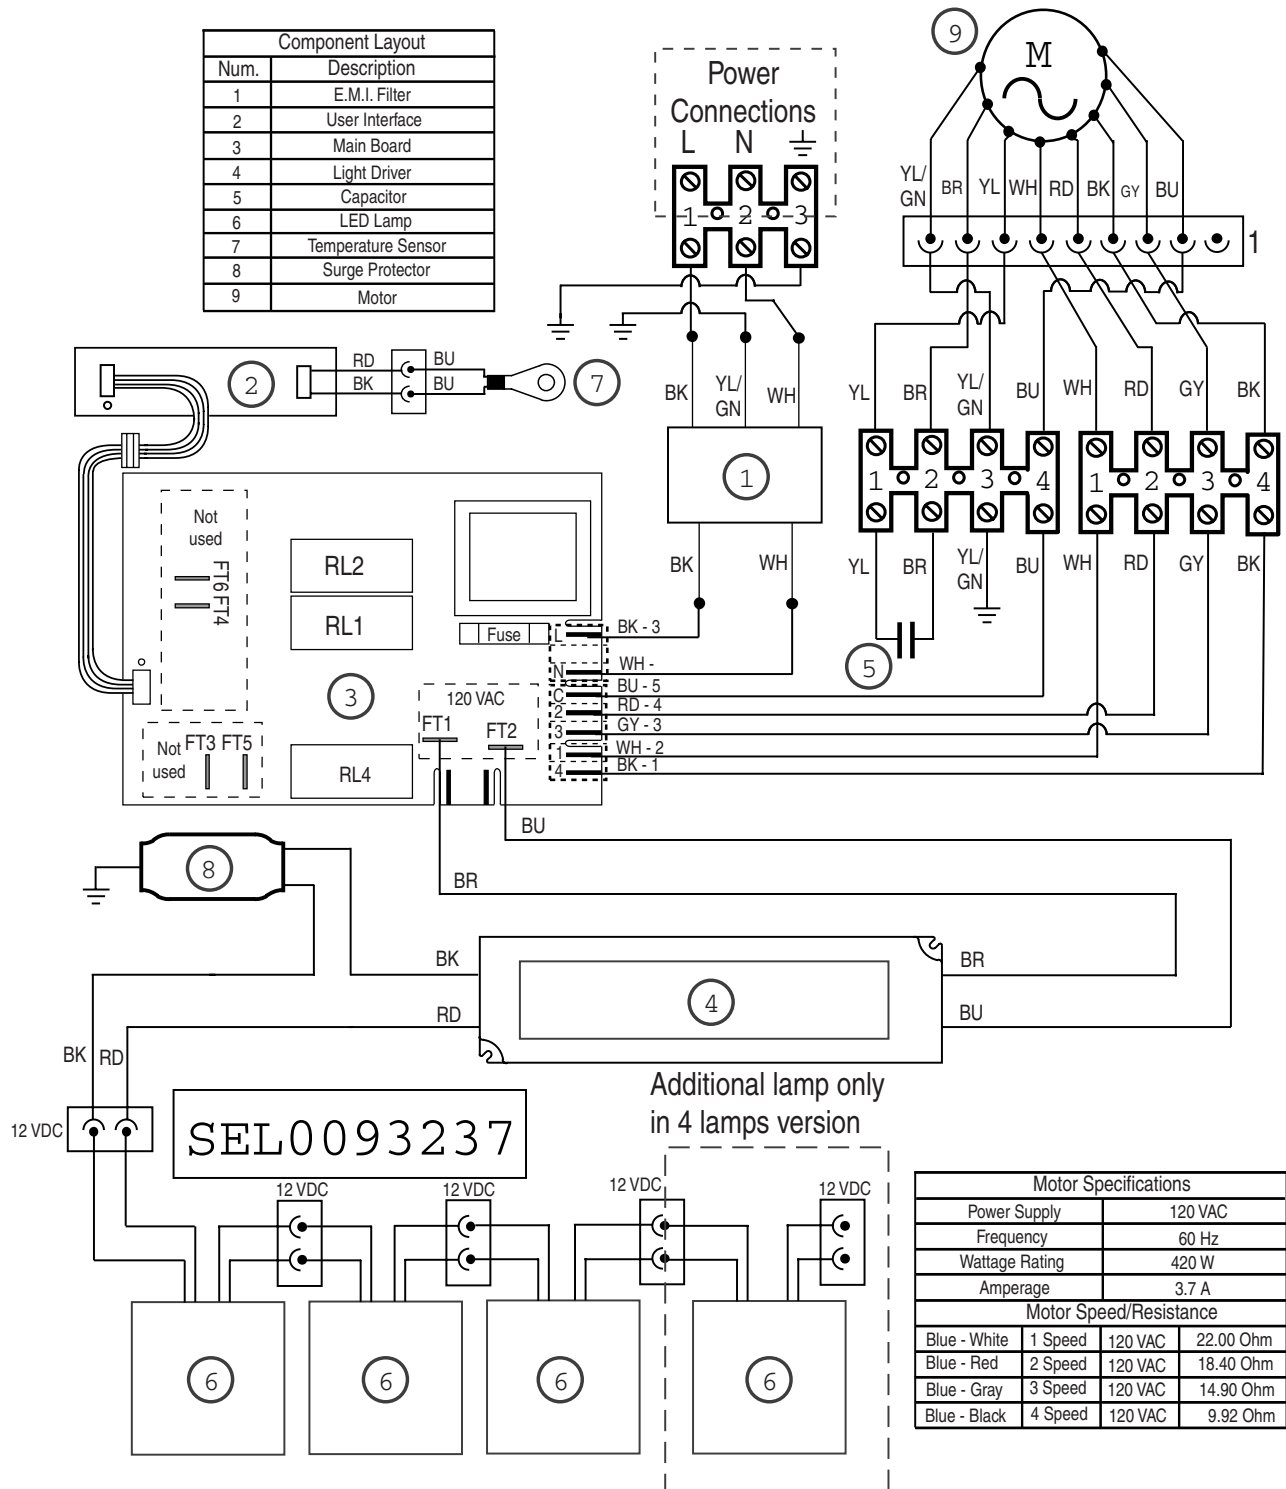 Component Layout
Num. Description
1 E.M.I. Filter
2 User Interface
3 Main Board
4 Light Driver
5 Capacitor
6 LED Lamp
7 Temperature Sensor
8 Surge Protector
9 Motor
Power
Connections
L N
1 2 3
9
M
YL/
GN BR YL WH RD BK GY BU
1
2
RD BU
BK BU
7
BK YL/
GN WH
1
BK WH
YL BR YL/
GN BU WH RD GY BK
1 2 3 4 1 2 3 4
YL BR YL/
GN BU WH RD GY BK
5
Not
used
FT6 FT4
RL2
RL1
Fuse
3
120 VAC
FT1 FT2
Not
used
FT3 FT5
RL4
L BK - 3
N WH -
C BU - 5
2 RD - 4
3 GY - 3
1 WH - 2
4 BK - 1
BU
8
BR
BK BR
4
RD BU
BK RD
12 VDC
SEL0093237
Additional lamp only
in 4 lamps version
12 VDC 12 VDC 12 VDC 12 VDC
6 6 6 6
Motor Specifications
Power Supply 120 VAC
Frequency 60 Hz
Wattage Rating 420 W
Amperage 3.7 A
Motor Speed/Resistance
Blue - White 1 Speed 120 VAC 22.00 Ohm
Blue - Red 2 Speed 120 VAC 18.40 Ohm
Blue - Gray 3 Speed 120 VAC 14.90 Ohm
Blue - Black 4 Speed 120 VAC 9.92 Ohm